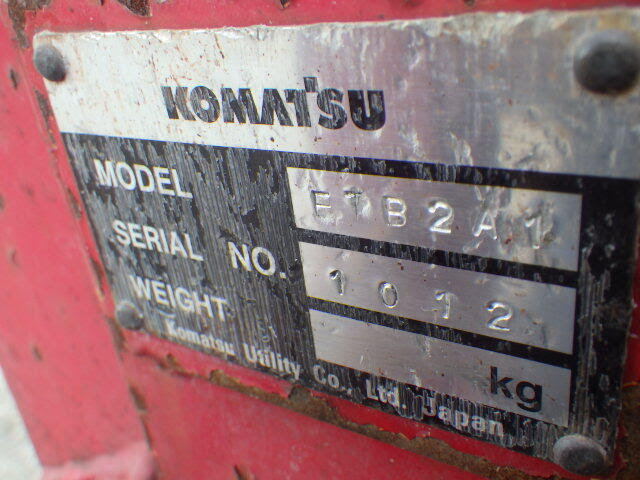 KOMATSU
MODEL ETB2A1
SERIAL NO. 1012
WEIGHT kg
Komatsu Utility Co., Ltd. Japan